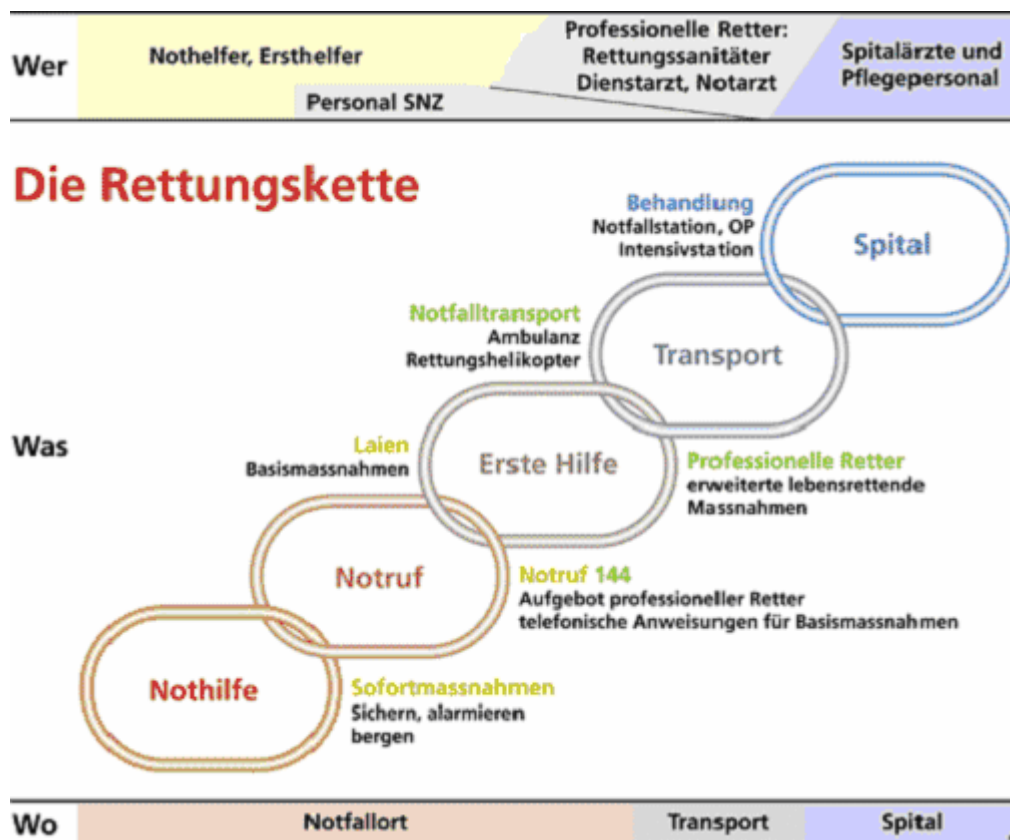 Wer
Nothelfer, Ersthelfer
Personal SNZ
Professionelle Retter:
Rettungssanitäter
Dienstarzt, Notarzt
Spitalärzte und
Pflegepersonal
Die Rettungskette
Behandlung
Notfallstation, OP
Intensivstation
Spital
Notfalltransport
Ambulanz
Rettungshelikopter
Transport
Was
Laien
Basismassnahmen
Erste Hilfe
Professionelle Retter
erweiterte lebensrettende
Massnahmen
Notruf
Notruf 144
Aufgebot professioneller Retter
telefonische Anweisungen für Basismassnahmen
Nothilfe
Sofortmassnahmen
Sichern, alarmieren
bergen
Wo
Notfallort
Transport
Spital